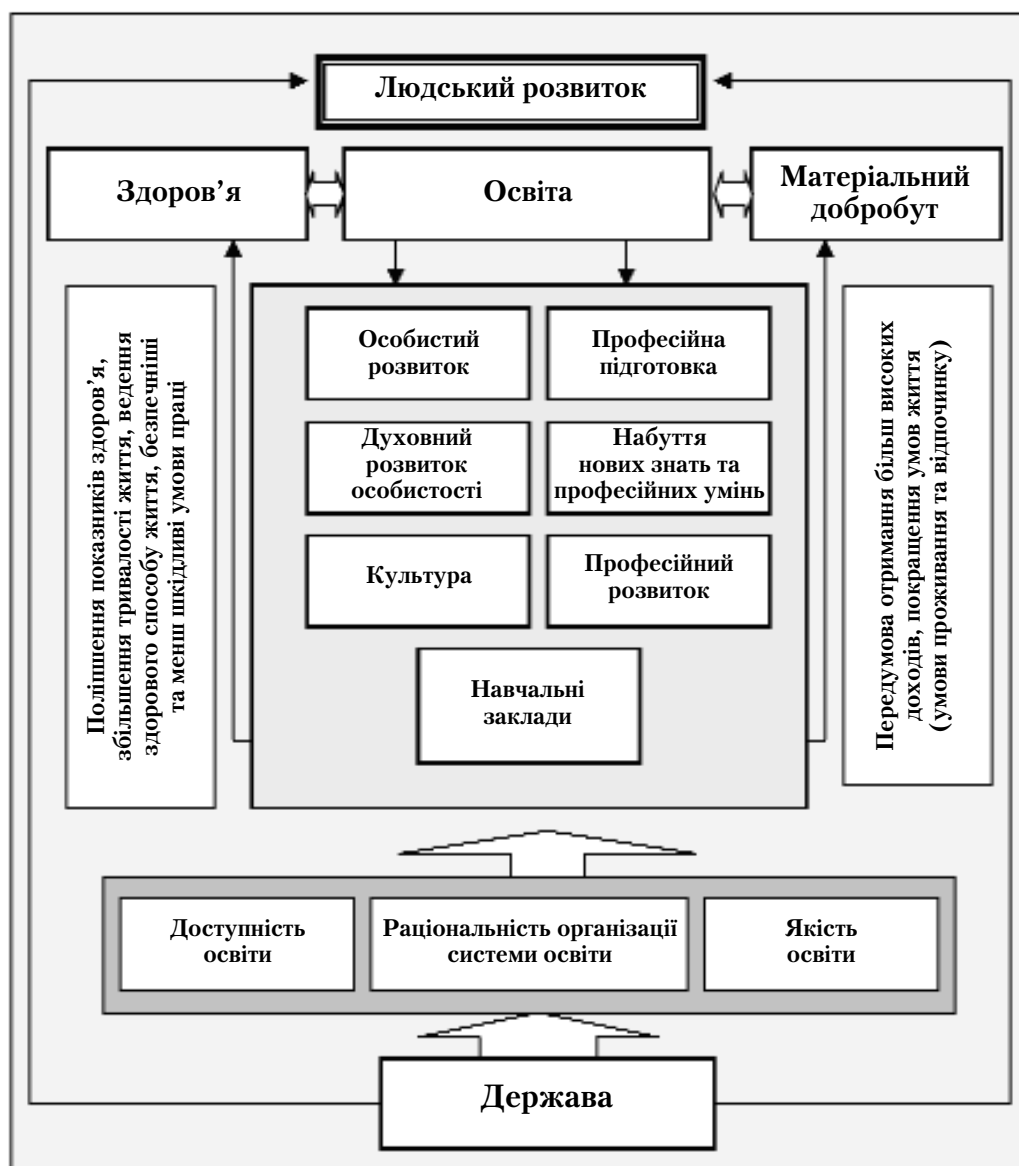 Людський розвиток
Здоров’я
Освіта
Матеріальний
добробут
Поліпшення показників здоров’я,
збільшення тривалості життя, ведення
здорового способу життя, безпечніші
та менш шкідливі умови праці
Особистий
розвиток
Професійна
підготовка
Духовний
розвиток
особистості
Набуття
нових знать та
професійних умінь
Культура
Професійний
розвиток
Навчальні
заклади
Передумова отримання більш високих
доходів, покращення умов життя
(умови проживання та відпочинку)
Доступність
освіти
Раціональність організації
системи освіти
Якість
освіти
Держава